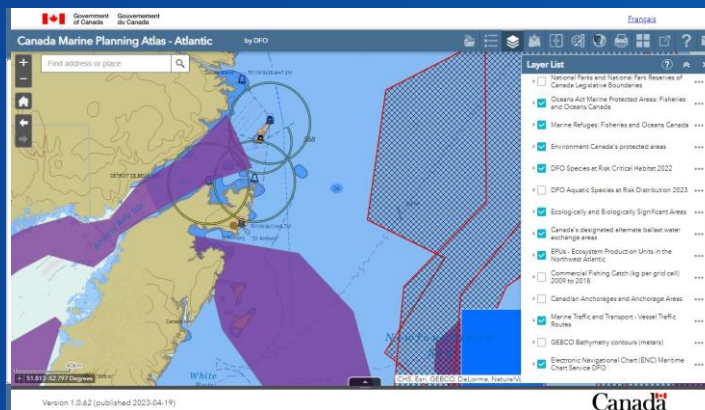 Government of Canada
Gouvernement du Canada
Français
Canada Marine Planning Atlas - Atlantic
by DFO
Find address or place
Layer List
National Parks and National Park Reserves of
Canada Legislative Boundaries
Oceans Act Marine Protected Areas: Fisheries
and Oceans Canada
Marine Refuges: Fisheries and Oceans Canada
Environment Canada's protected areas
DFO Species at Risk Critical Habitat 2022
DFO Aquatic Species at Risk Distribution 2023
Ecologically and Biologically Significant Areas
Canada's designated alternate ballast water
exchange areas
EPUs - Ecosystem Production Units in the
Northwest Atlantic
Commercial Fishing Catch (kg per grid cell)
2009 to 2018
Canadian Anchorages and Anchorage Areas
Marine Traffic and Transport - Vessel Traffic
Routes
GEBCO Bathymetry contours (meters)
Electronic Navigational Chart (ENC) Maritime
Chart Service DFO
White
CHS, Esri, GEBCO, DeLorme, NaturalV
Version 1.0.62 (published 2023-04-19)
Canada